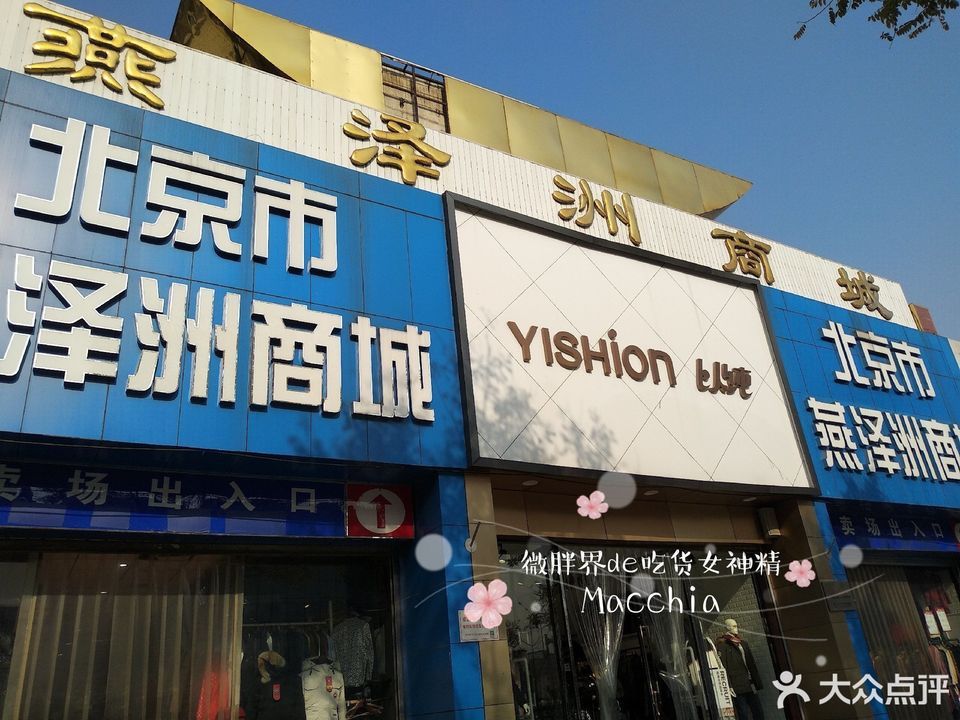 燕泽洲商城
北京市
泽洲商城
YISHION 以纯
北京市
燕泽洲商城
卖场出入口
卖场出入口
微胖界de吃货女神精
Macchia
大众点评